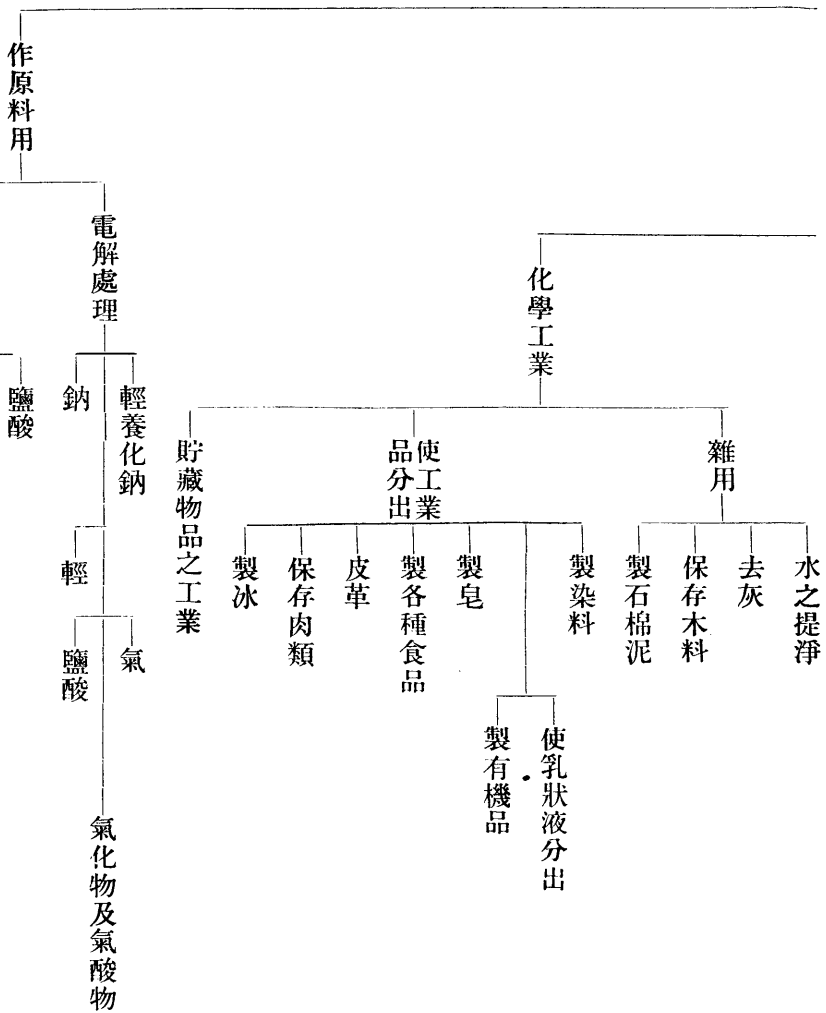 化學工業
雜用
水之提淨
去灰
保存木料
製石棉泥
使工業
品分出
製染料
使乳狀液分出
製有機品
製皂
製各種食品
皮革
保存肉類
製冰
貯藏物品之工業
作原料用
電解處理
輕養化鈉
鈉
輕
氯
鹽酸
氯化物及氯酸物
鹽酸